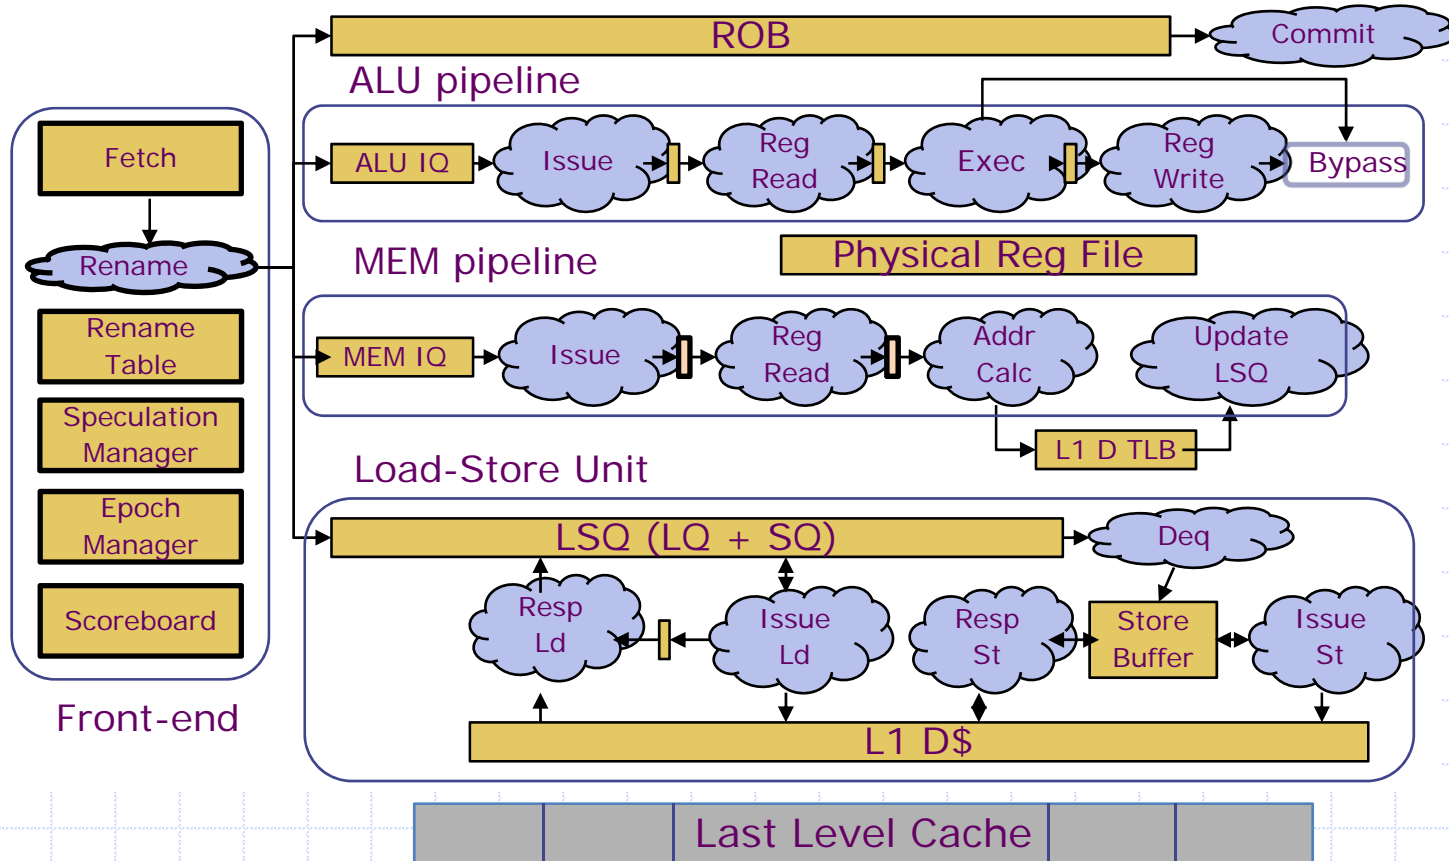 ROB
Commit
ALU pipeline
Fetch
Rename
Rename
Table
Speculation
Manager
Epoch
Manager
Scoreboard
Front-end
ALU IQ
Issue
Reg
Read
Exec
Reg
Write
Bypass
MEM pipeline
Physical Reg File
MEM IQ
Issue
Reg
Read
Addr
Calc
Update
LSQ
L1 D TLB
Load-Store Unit
LSQ (LQ + SQ)
Deq
Resp
Ld
Issue
Ld
Resp
St
Store
Buffer
Issue
St
L1 D$
Last Level Cache